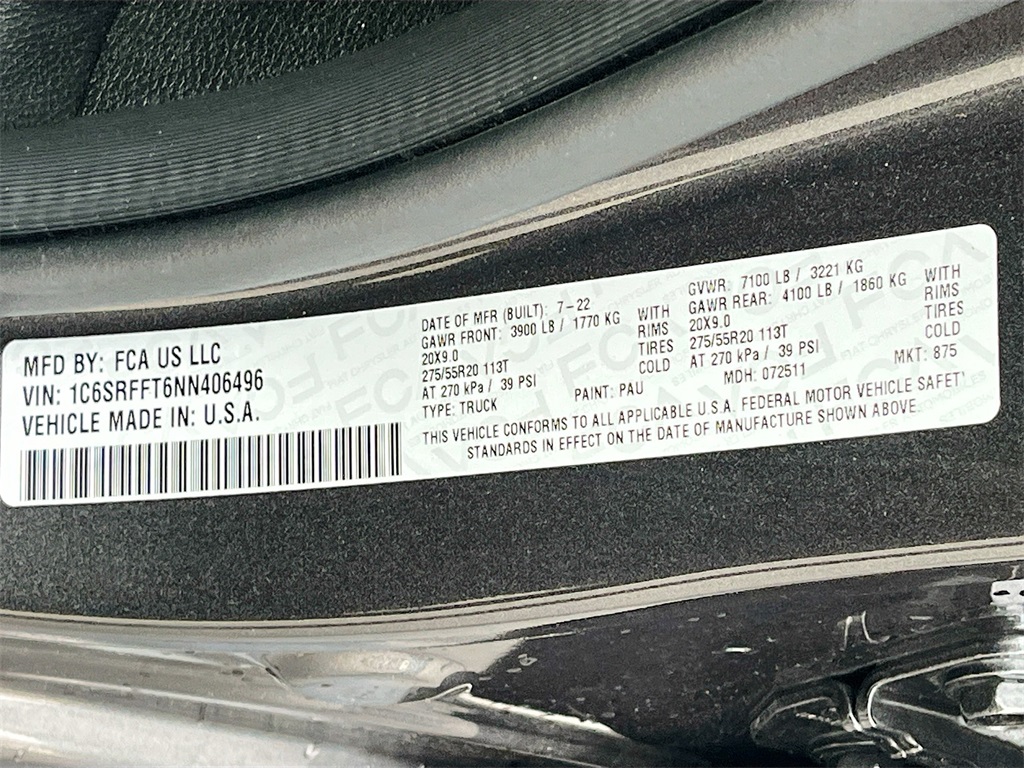 MFD BY: FCA US LLC
VIN: 1C6SRFFT6NN406496
VEHICLE MADE IN: U.S.A.
DATE OF MFR (BUILT): 7-22
GAWR FRONT: 3900 LB / 1770 KG WITH
20X9.0 RIMS
275/55R20 113T TIRES
AT 270 kPa / 39 PSI COLD
TYPE: TRUCK PAINT: PAU
GVWR: 7100 LB / 3221 KG
GAWR REAR: 4100 LB / 1860 KG WITH
20X9.0 RIMS
275/55R20 113T TIRES
AT 270 kPa / 39 PSI COLD
MDH: 072511 MKT: 875
THIS VEHICLE CONFORMS TO ALL APPLICABLE U.S.A. FEDERAL MOTOR VEHICLE SAFETY
STANDARDS IN EFFECT ON THE DATE OF MANUFACTURE SHOWN ABOVE.